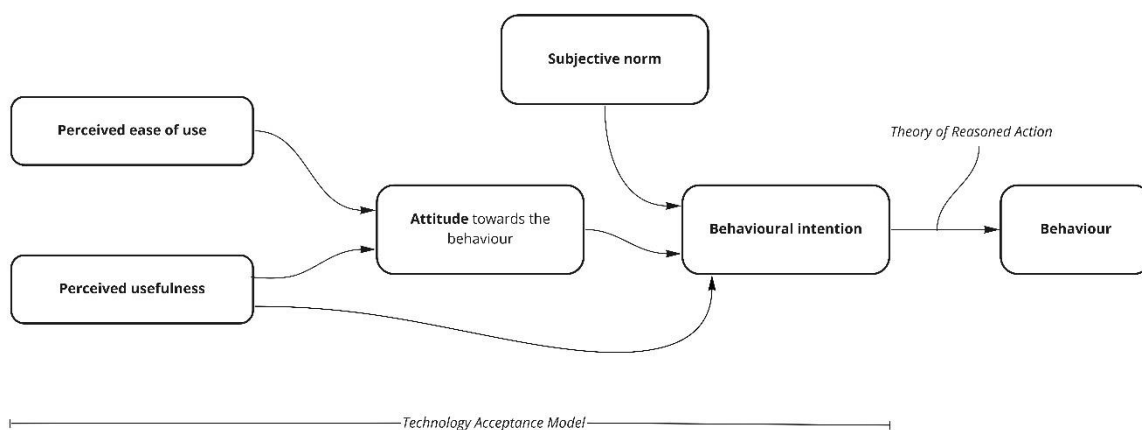 Subjective norm
Perceived ease of use
Theory of Reasoned Action
Attitude towards the
behaviour
Behavioural intention
Behaviour
Perceived usefulness
Technology Acceptance Model